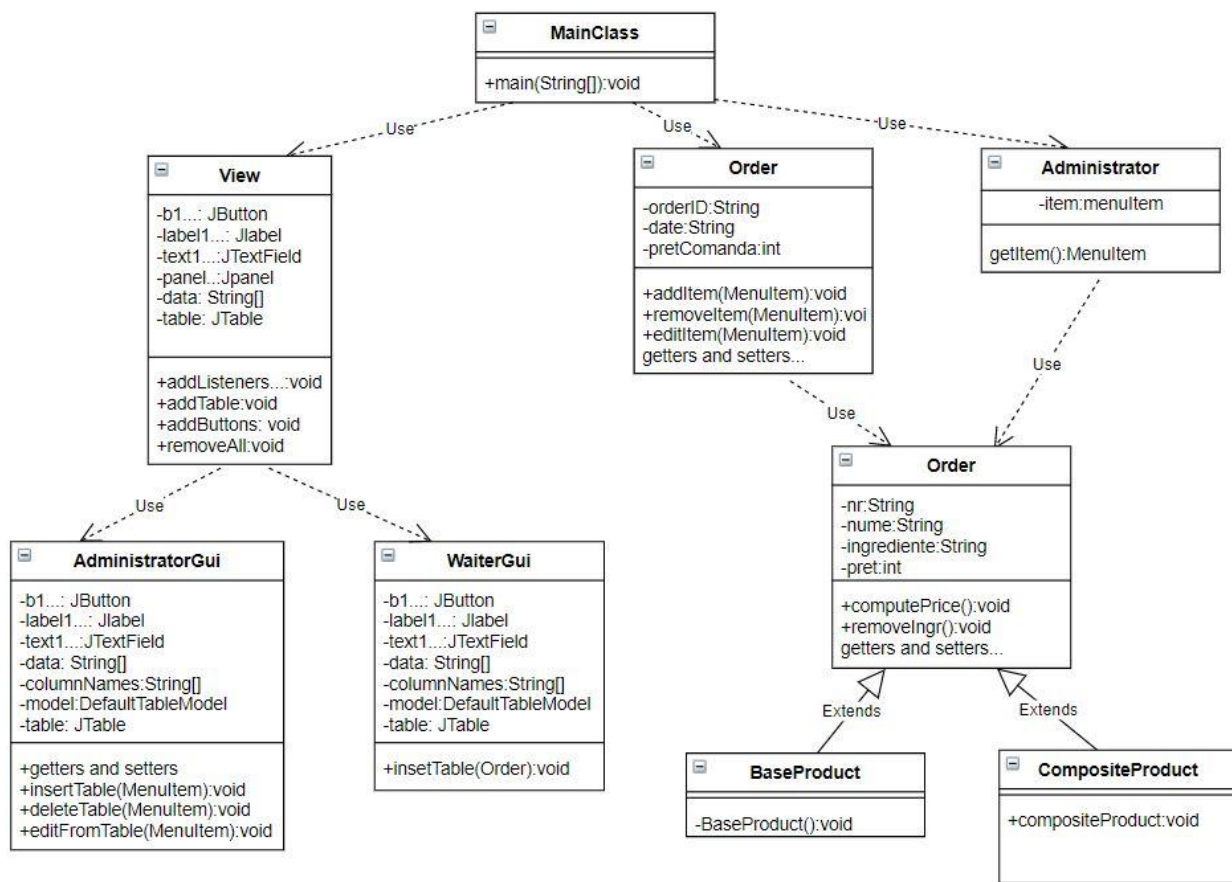 MainClass
+main(String[]):void
Use
Use
Use
View
-b1...: JButton
-label1...: Jlabel
-text1...:JTextField
-panel...:Jpanel
-data: String[]
-table: JTable
+addListeners...:void
+addTable:void
+addButtons: void
+removeAll:void
Order
-orderID:String
-date:String
-pretComanda:int
+addItem(MenuItem):void
+removeItem(MenuItem):voi
+editItem(MenuItem):void
getters and setters...
Administrator
-item:menuItem
getItem():MenuItem
Use
Use
Use
Use
AdministratorGui
-b1...: JButton
-label1...: Jlabel
-text1...:JTextField
-data: String[]
-columnNames:String[]
-model:DefaultTableModel
-table: JTable
+getters and setters
+insertTable(MenuItem):void
+deleteTable(MenuItem):void
+editFromTable(MenuItem):void
WaiterGui
-b1...: JButton
-label1...: Jlabel
-text1...:JTextField
-data: String[]
-columnNames:String[]
-model:DefaultTableModel
-table: JTable
+insetTable(Order):void
Order
-nr:String
-nume:String
-ingrediente:String
-pret:int
+computePrice():void
+removeIngr():void
getters and setters...
Extends
Extends
BaseProduct
-BaseProduct():void
CompositeProduct
+compositeProduct:void